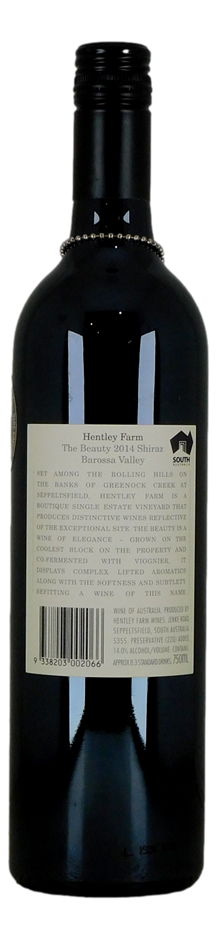 Hentley Farm
The Beauty 2014 Shiraz
Barossa Valley
SOUTH
AUSTRALIA
SET AMONG THE ROLLING HILLS ON
THE BANKS OF GREENOCK CREEK AT
SEPPELTSFIELD, HENTLEY FARM IS A
BOUTIQUE SINGLE ESTATE VINEYARD THAT
PRODUCES DISTINCTIVE WINES REFLECTIVE
OF THE EXCEPTIONAL SITE. THE BEAUTY IS A
WINE OF ELEGANCE – GROWN ON THE
COOLEST BLOCK ON THE PROPERTY AND
CO-FERMENTED WITH VIOGNIER. IT
DISPLAYS COMPLEX LIFTED AROMATICS
ALONG WITH THE SOFTNESS AND SUBTLETY
BEFITTING A WINE OF THIS NAME.
WINE OF AUSTRALIA. PRODUCED BY
HENTLEY FARM WINES. JENKE ROAD
SEPPELTSFIELD, SOUTH AUSTRALIA
5355. PRESERVATIVE (220) ADDED
14.0% ALCOHOL/VOLUME. CONTAINS
APPROX 8.3 STANDARD DRINKS. 750ML
9 338203 002066